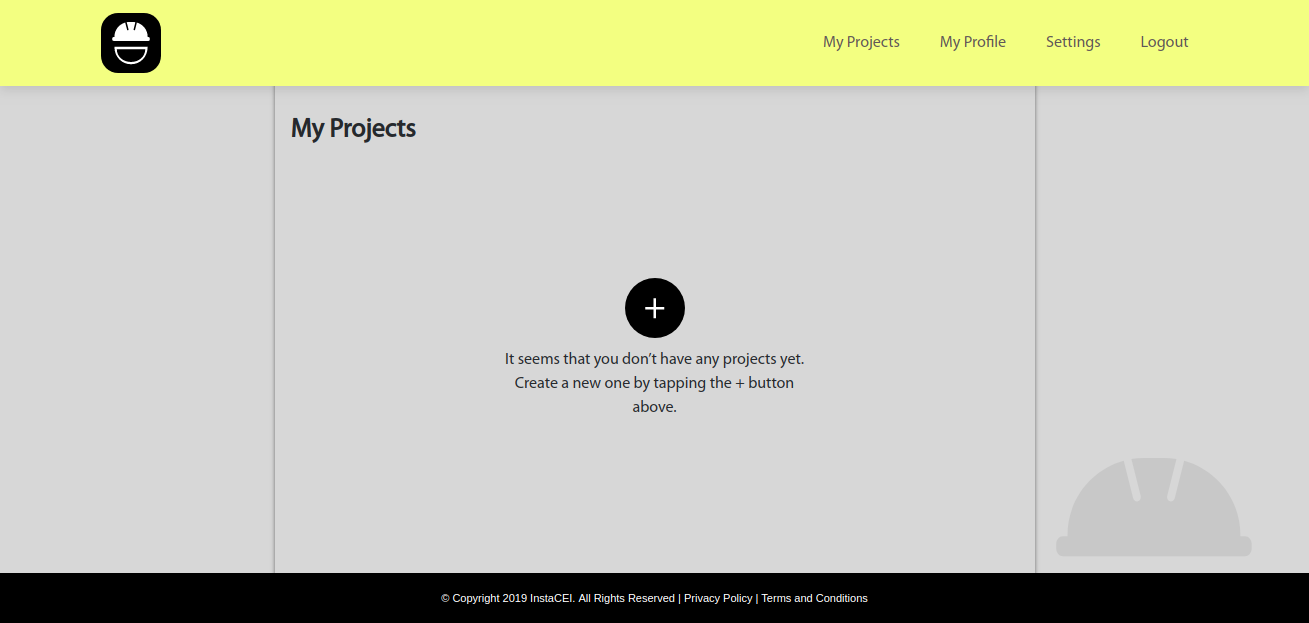 My Projects My Profile Settings Logout
My Projects
It seems that you don’t have any projects yet.
Create a new one by tapping the + button
above.
© Copyright 2019 InstaCEI. All Rights Reserved | Privacy Policy | Terms and Conditions